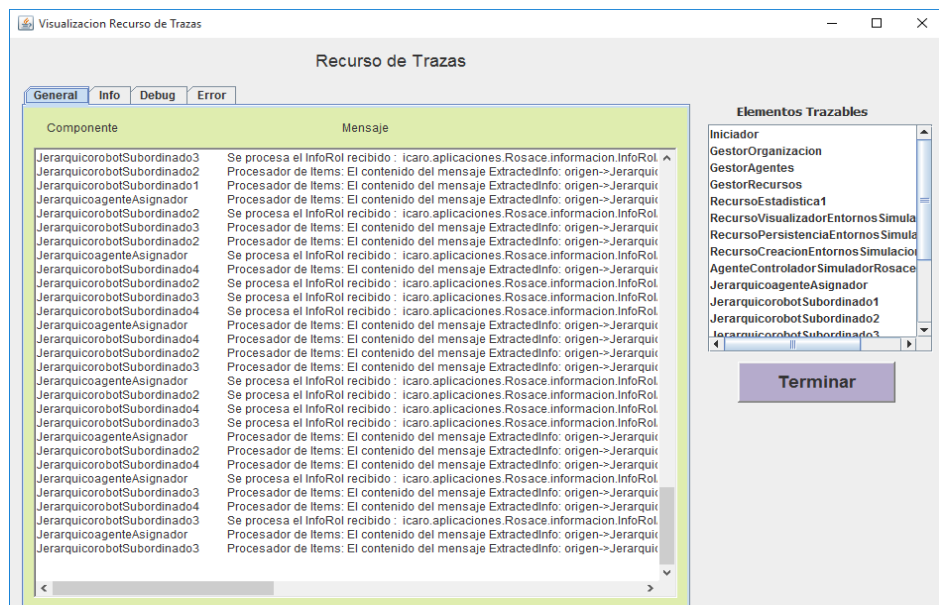 Visualizacion Recurso de Trazas
Recurso de Trazas
General Info Debug Error
Componente Mensaje
JerarquicorobotSubordinado3 Se procesa el InfoRol recibido : icaro.aplicaciones.Rosace.informacion.InfoRol.
JerarquicorobotSubordinado2 Procesador de Items: El contenido del mensaje ExtractedInfo: origen->Jerarquic
JerarquicorobotSubordinado1 Procesador de Items: El contenido del mensaje ExtractedInfo: origen->Jerarquic
JerarquicoagenteAsignador Procesador de Items: El contenido del mensaje ExtractedInfo: origen->Jerarquic
JerarquicorobotSubordinado2 Se procesa el InfoRol recibido : icaro.aplicaciones.Rosace.informacion.InfoRol.
JerarquicorobotSubordinado3 Procesador de Items: El contenido del mensaje ExtractedInfo: origen->Jerarquic
JerarquicorobotSubordinado2 Procesador de Items: El contenido del mensaje ExtractedInfo: origen->Jerarquic
JerarquicoagenteAsignador Se procesa el InfoRol recibido : icaro.aplicaciones.Rosace.informacion.InfoRol.
JerarquicorobotSubordinado4 Procesador de Items: El contenido del mensaje ExtractedInfo: origen->Jerarquic
JerarquicorobotSubordinado2 Se procesa el InfoRol recibido : icaro.aplicaciones.Rosace.informacion.InfoRol.
JerarquicorobotSubordinado3 Se procesa el InfoRol recibido : icaro.aplicaciones.Rosace.informacion.InfoRol.
JerarquicorobotSubordinado4 Se procesa el InfoRol recibido : icaro.aplicaciones.Rosace.informacion.InfoRol.
JerarquicoagenteAsignador Procesador de Items: El contenido del mensaje ExtractedInfo: origen->Jerarquic
JerarquicorobotSubordinado4 Procesador de Items: El contenido del mensaje ExtractedInfo: origen->Jerarquic
JerarquicorobotSubordinado2 Procesador de Items: El contenido del mensaje ExtractedInfo: origen->Jerarquic
JerarquicorobotSubordinado3 Procesador de Items: El contenido del mensaje ExtractedInfo: origen->Jerarquic
JerarquicoagenteAsignador Se procesa el InfoRol recibido : icaro.aplicaciones.Rosace.informacion.InfoRol.
JerarquicorobotSubordinado2 Se procesa el InfoRol recibido : icaro.aplicaciones.Rosace.informacion.InfoRol.
JerarquicorobotSubordinado4 Se procesa el InfoRol recibido : icaro.aplicaciones.Rosace.informacion.InfoRol.
JerarquicorobotSubordinado3 Se procesa el InfoRol recibido : icaro.aplicaciones.Rosace.informacion.InfoRol.
JerarquicoagenteAsignador Procesador de Items: El contenido del mensaje ExtractedInfo: origen->Jerarquic
JerarquicorobotSubordinado2 Procesador de Items: El contenido del mensaje ExtractedInfo: origen->Jerarquic
JerarquicorobotSubordinado4 Procesador de Items: El contenido del mensaje ExtractedInfo: origen->Jerarquic
JerarquicoagenteAsignador Se procesa el InfoRol recibido : icaro.aplicaciones.Rosace.informacion.InfoRol.
JerarquicorobotSubordinado3 Procesador de Items: El contenido del mensaje ExtractedInfo: origen->Jerarquic
JerarquicorobotSubordinado4 Procesador de Items: El contenido del mensaje ExtractedInfo: origen->Jerarquic
JerarquicorobotSubordinado3 Se procesa el InfoRol recibido : icaro.aplicaciones.Rosace.informacion.InfoRol.
JerarquicoagenteAsignador Procesador de Items: El contenido del mensaje ExtractedInfo: origen->Jerarquic
JerarquicorobotSubordinado3 Procesador de Items: El contenido del mensaje ExtractedInfo: origen->Jerarquic
Elementos Trazables
Iniciador
GestorOrganizacion
GestorAgentes
GestorRecursos
RecursoEstadistica1
RecursoVisualizadorEntornosSimula
RecursoPersistenciaEntornosSimula
RecursoCreacionEntornosSimulacion
AgenteControladorSimuladorRosace
JerarquicoagenteAsignador
JerarquicorobotSubordinado1
JerarquicorobotSubordinado2
JerarquicorobotSubordinado3
Terminar